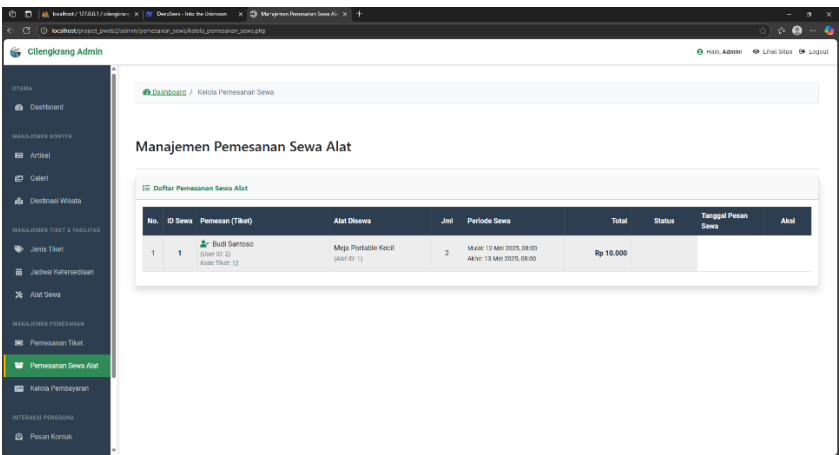 localhost / 127.0.0.1 / cilengkrang
DeepSeek - Into the Unknown
Manajemen Pemesanan Sewa Ala
localhost/project_pweb2/admin/pemesanan_sewa/kelola_pemesanan_sewa.php
Cilengkrang Admin
Halo, Admin!
Lihat Situs
Logout
UTAMA
Dashboard
MANAJEMEN KONTEN
Artikel
Galeri
Destinasi Wisata
MANAJEMEN TIKET & FASILITAS
Jenis Tiket
Jadwal Ketersediaan
Alat Sewa
MANAJEMEN PEMESANAN
Pemesanan Tiket
Pemesanan Sewa Alat
Kelola Pembayaran
INTERAKSI PENGGUNA
Pesan Kontak
Dashboard / Kelola Pemesanan Sewa
Manajemen Pemesanan Sewa Alat
Daftar Pemesanan Sewa Alat
No. ID Sewa Pemesan (Tiket) Alat Disewa Jml Periode Sewa Total Status Tanggal Pesan Sewa Aksi
1 1 Budi Santoso Meja Portable Kecil 2 Mulai: 12 Mei 2025, 08:00 Rp 10.000
(User ID: 2) (Alat ID: 1) Akhir: 13 Mei 2025, 08:00
Kode Tiket: 12